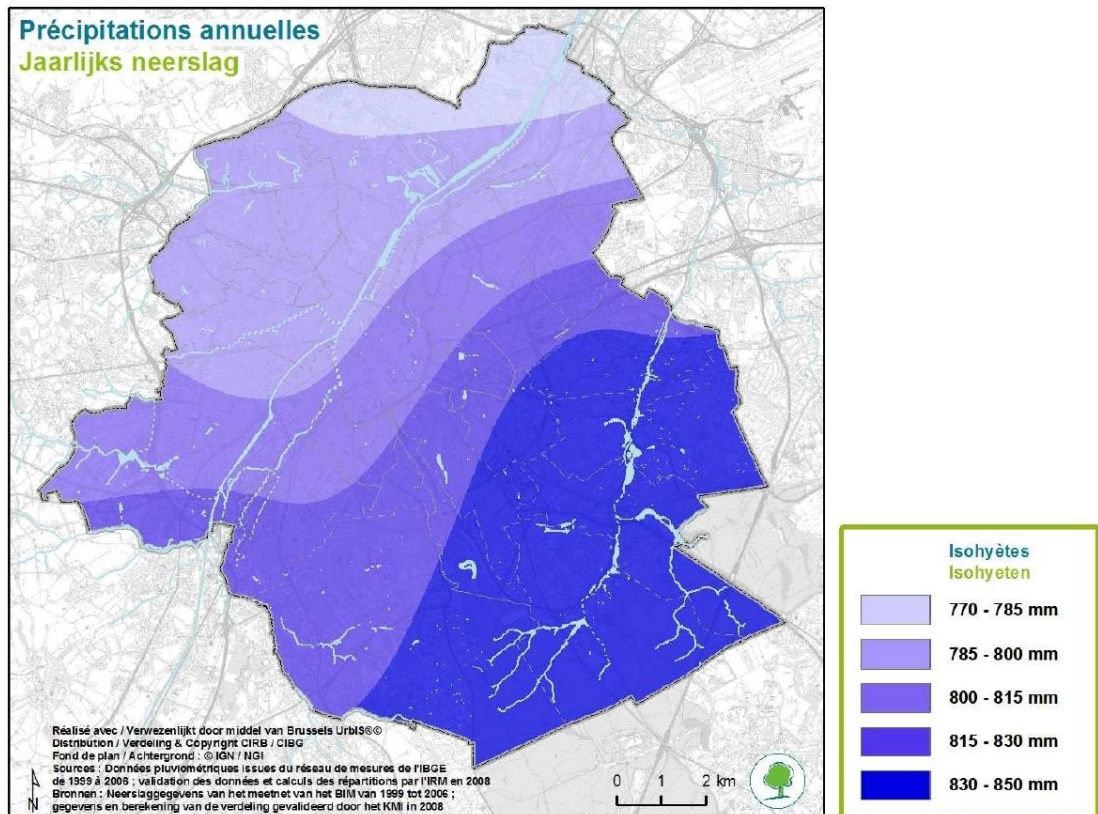 Précipitations annuelles
Jaarlijks neerslag
Réalisé avec / Verwezenlijkt door middel van Brussels UrbIS®©
Distribution / Verdeling & Copyright CIRB / CIBG
Fond de plan / Achtergrond : © IGN / NGI
Sources : Données pluviométriques issues du réseau de mesures de l'IBGE
de 1999 à 2006 ; validation des données et calculs des répartitions par l'IRM en 2008
Bronnen : Neerslaggegevens van het meetnet van het BIM van 1999 tot 2006 ;
gegevens en berekening van de verdeling gevalideerd door het KMI in 2008
N
0 1 2 km
Isohyètes
Isohyeten
770 - 785 mm
785 - 800 mm
800 - 815 mm
815 - 830 mm
830 - 850 mm